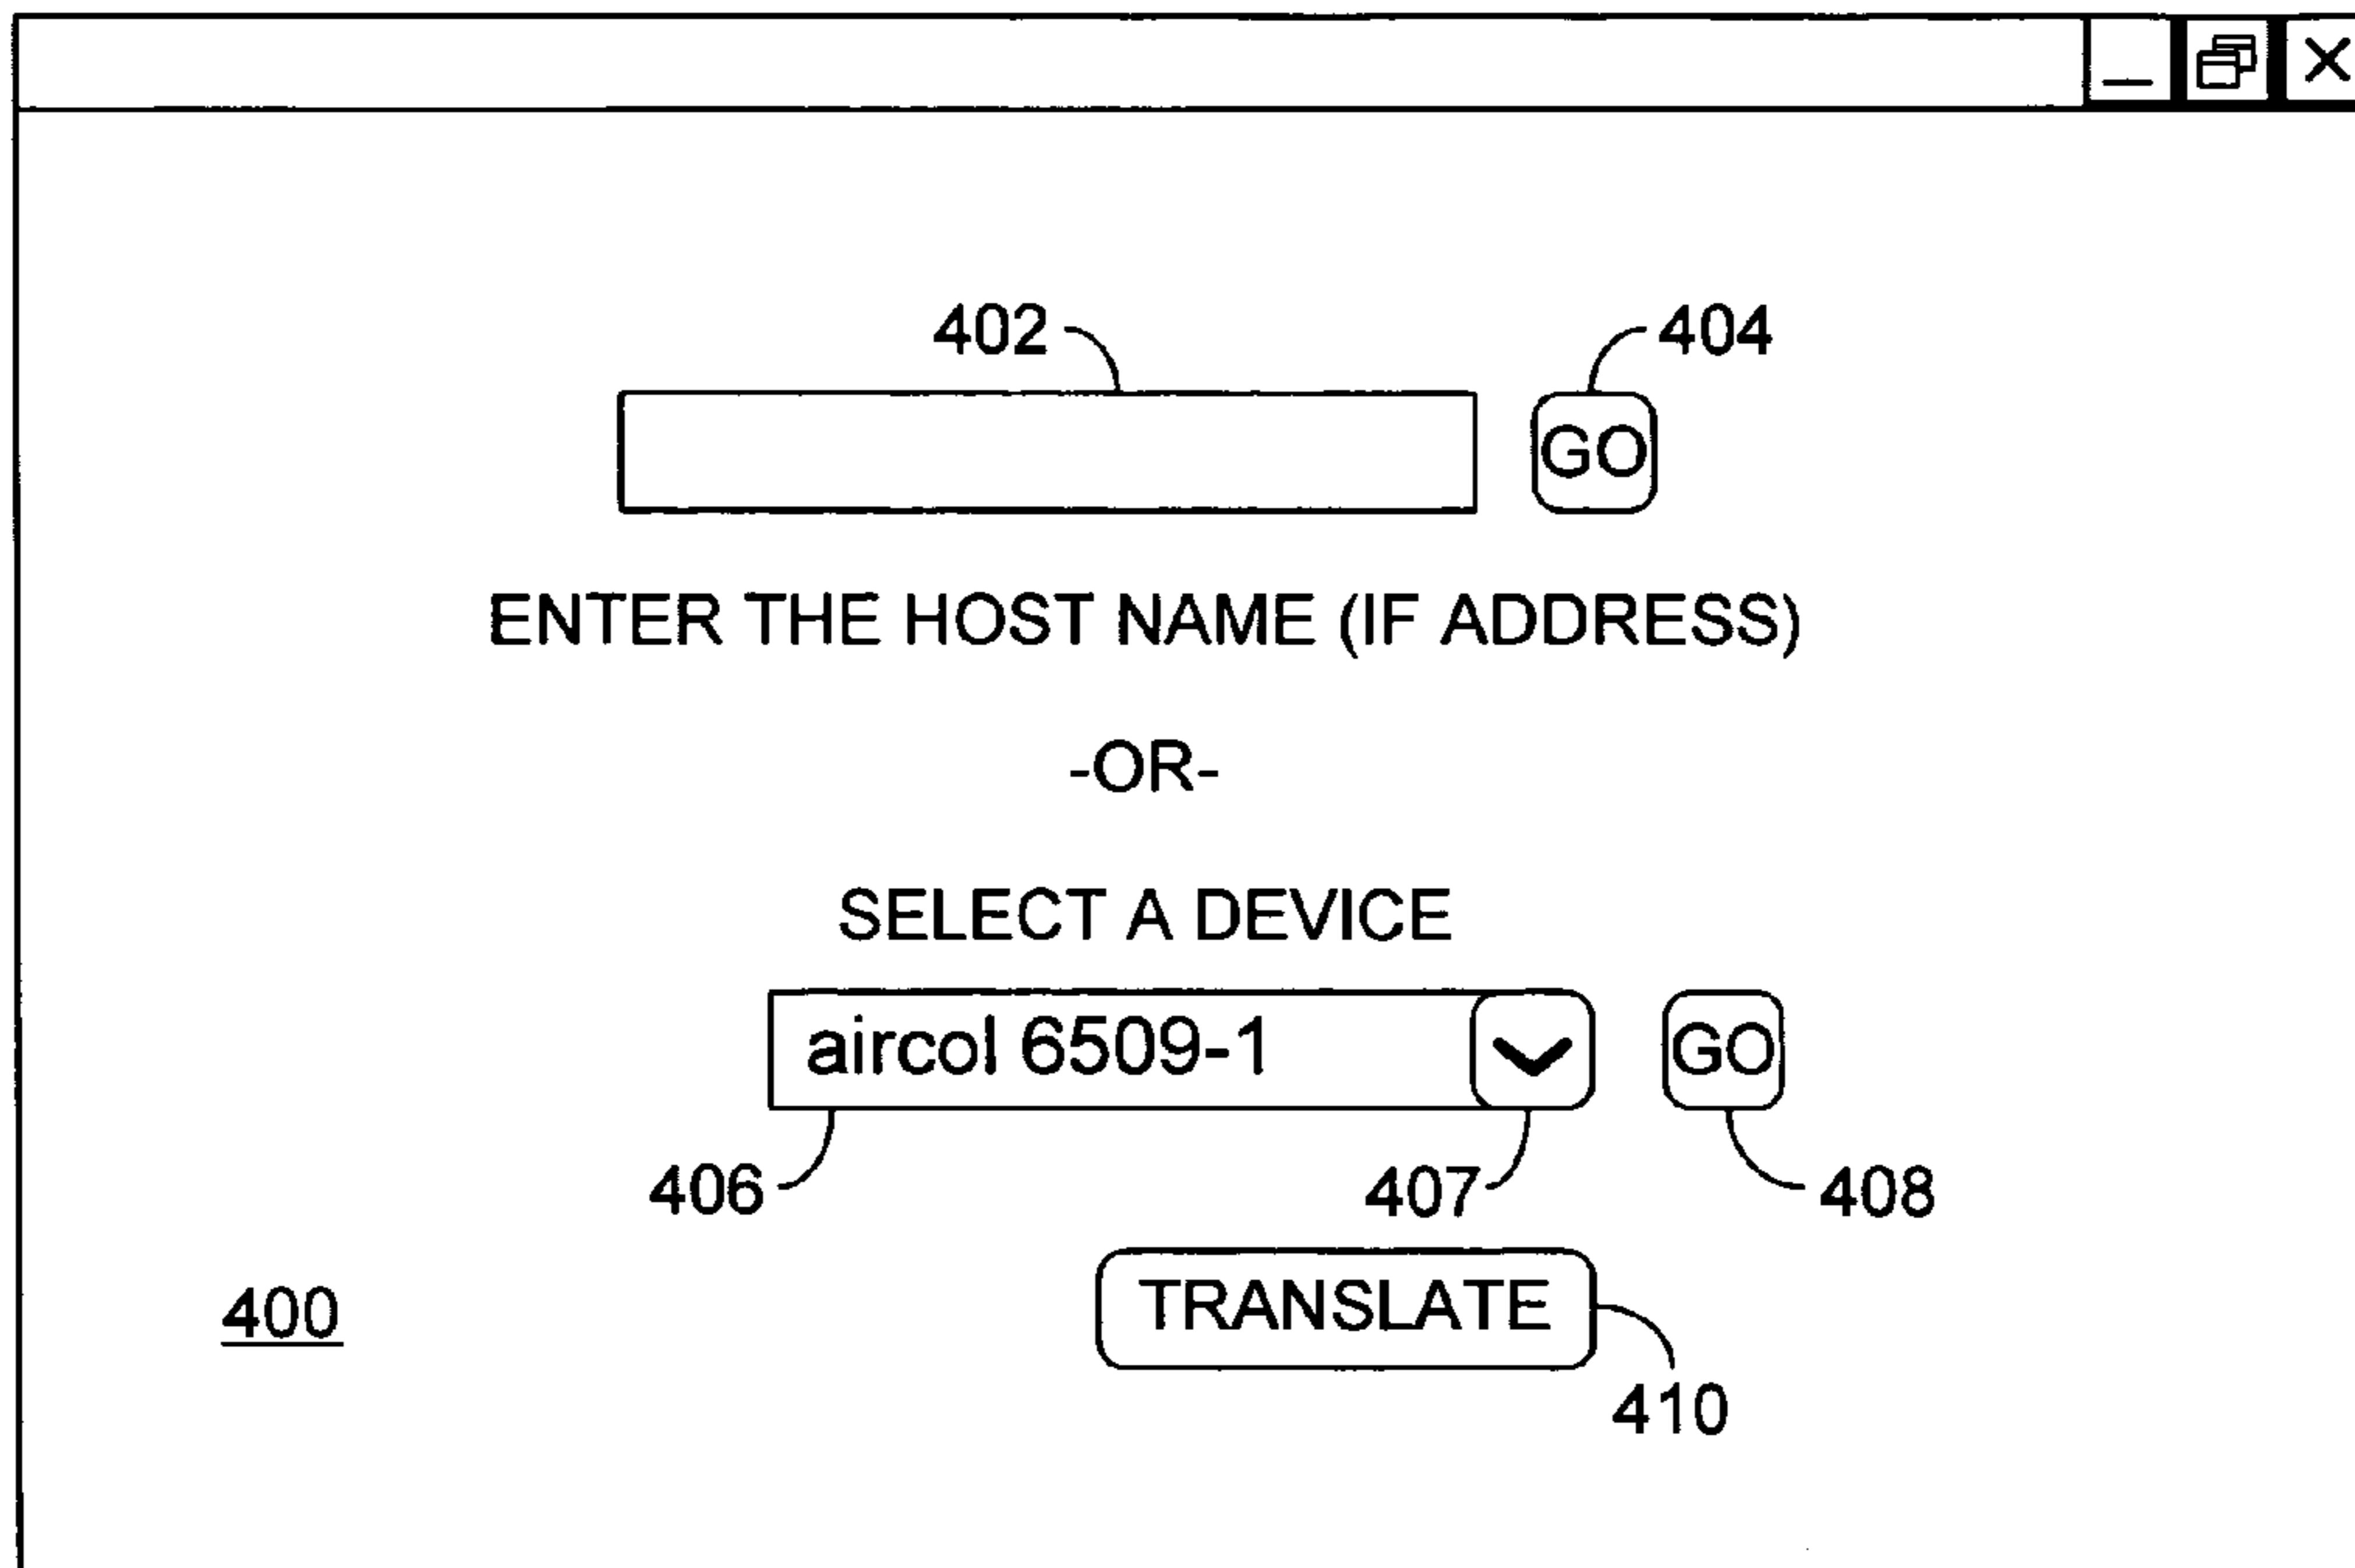 402 404
GO
ENTER THE HOST NAME (IF ADDRESS)
-OR-
SELECT A DEVICE
aircol 6509-1 GO
406 407 408
400 TRANSLATE
410